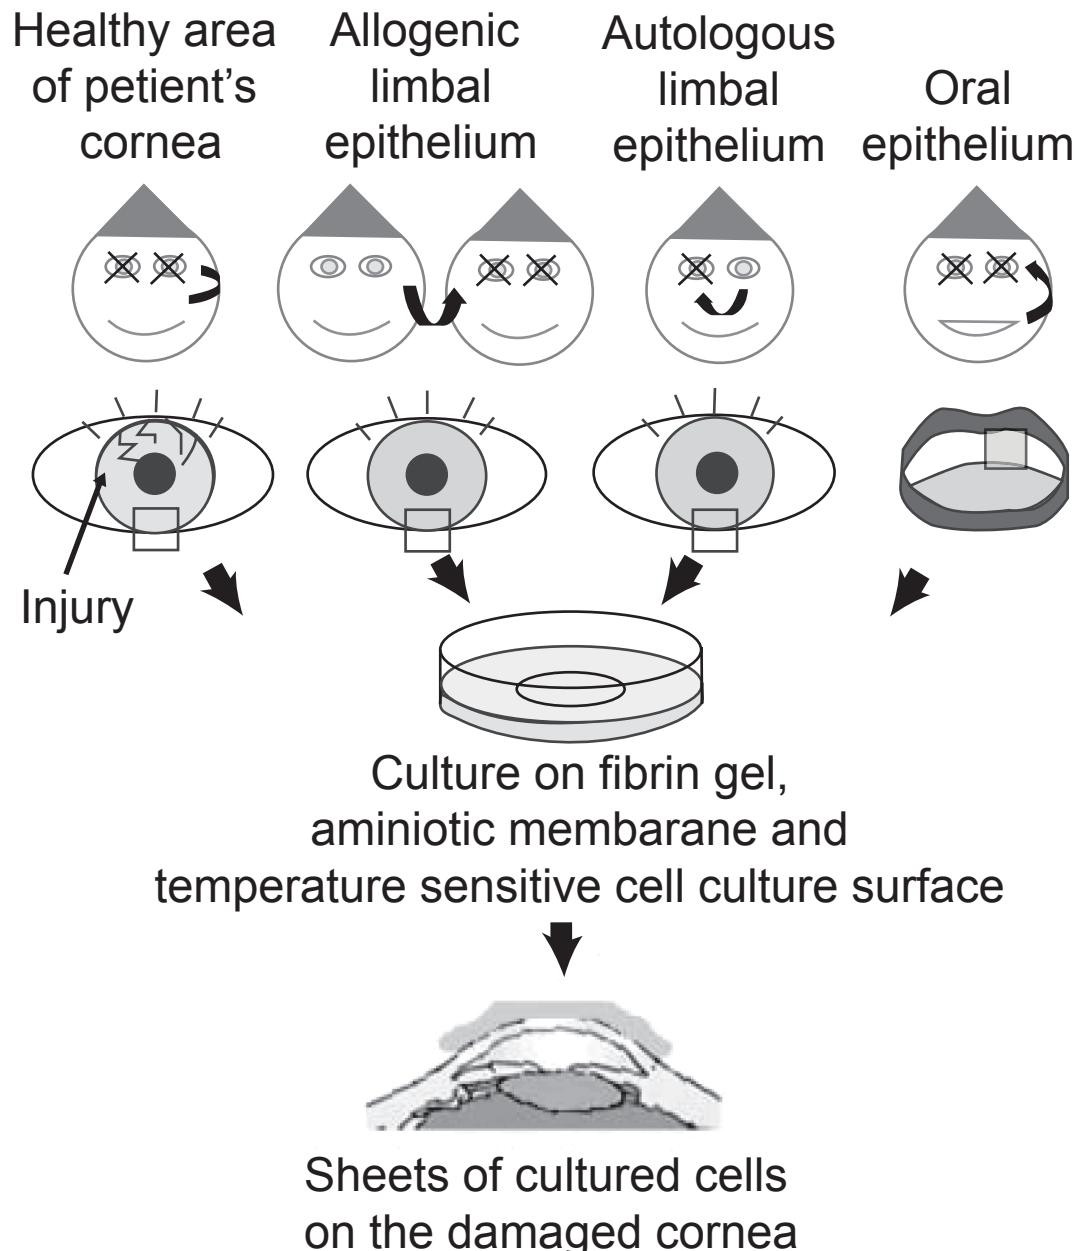 Healthy area
of petient's
cornea
Allogenic
limbal
epithelium
Autologous
limbal
epithelium
Oral
epithelium
Injury
Culture on fibrin gel,
aminiotic membarane and
temperature sensitive cell culture surface
Sheets of cultured cells
on the damaged cornea